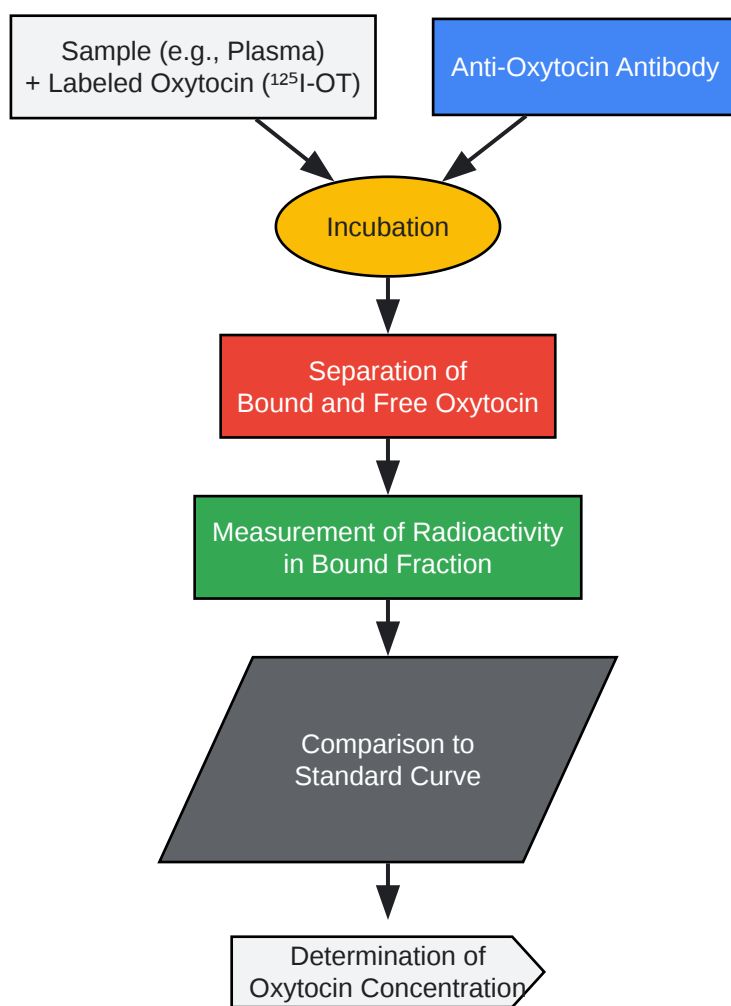 Sample (e.g., Plasma)
+ Labeled Oxytocin (¹²⁵I-OT)
Anti-Oxytocin Antibody
Incubation
Separation of
Bound and Free Oxytocin
Measurement of Radioactivity
in Bound Fraction
Comparison to
Standard Curve
Determination of
Oxytocin Concentration